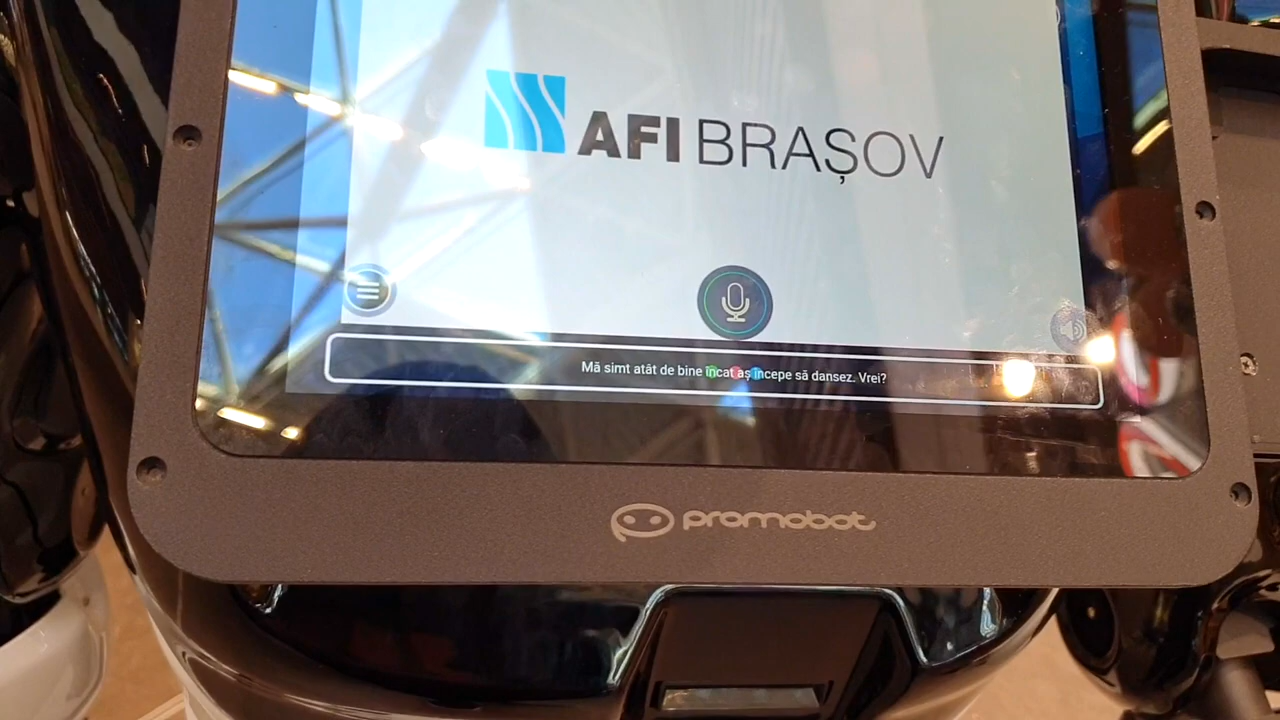 AFI BRAȘOV
Mă simt atât de bine încat aș începe să dansez. Vrei?
promobot